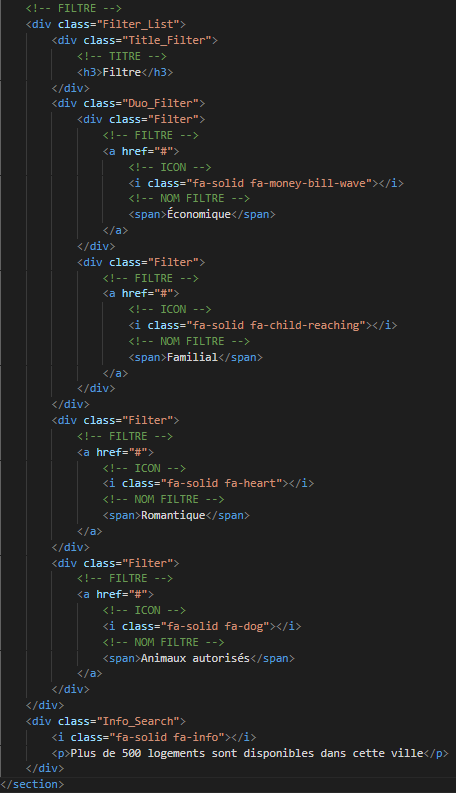 <!-- FILTRE -->
<div class="Filter_List">
<div class="Title_Filter">
<!-- TITRE -->
<h3>Filtre</h3>
</div>
<div class="Duo_Filter">
<div class="Filter">
<!-- FILTRE -->
<a href="#">
<!-- ICON -->
<i class="fa-solid fa-money-bill-wave"></i>
<!-- NOM FILTRE -->
<span>Économique</span>
</a>
</div>
<div class="Filter">
<!-- FILTRE -->
<a href="#">
<!-- ICON -->
<i class="fa-solid fa-child-reaching"></i>
<!-- NOM FILTRE -->
<span>Familial</span>
</a>
</div>
</div>
<div class="Filter">
<!-- FILTRE -->
<a href="#">
<!-- ICON -->
<i class="fa-solid fa-heart"></i>
<!-- NOM FILTRE -->
<span>Romantique</span>
</a>
</div>
<div class="Filter">
<!-- FILTRE -->
<a href="#">
<!-- ICON -->
<i class="fa-solid fa-dog"></i>
<!-- NOM FILTRE -->
<span>Animaux autorisés</span>
</a>
</div>
</div>
<div class="Info_Search">
<i class="fa-solid fa-info"></i>
<p>Plus de 500 logements sont disponibles dans cette ville</p>
</div>
</section>